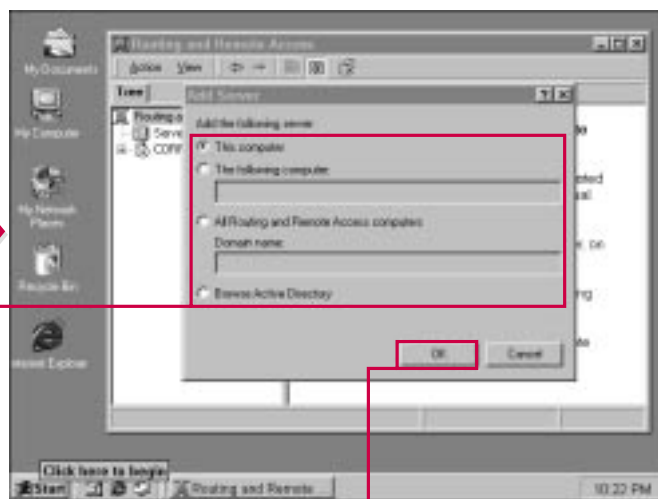 My Documents
My Computer
My Network
Places
Recycle Bin
Internet Explorer
Routing and Remote Access
Action View
Tree
Routing a
Serve
Add Server
Add the following server
This computer
The following computer:
All Routing and Remote Access computers
Domain name:
Browse Active Directory
OK Cancel
Click here to begin
Start Routing and Remote 10:22 PM